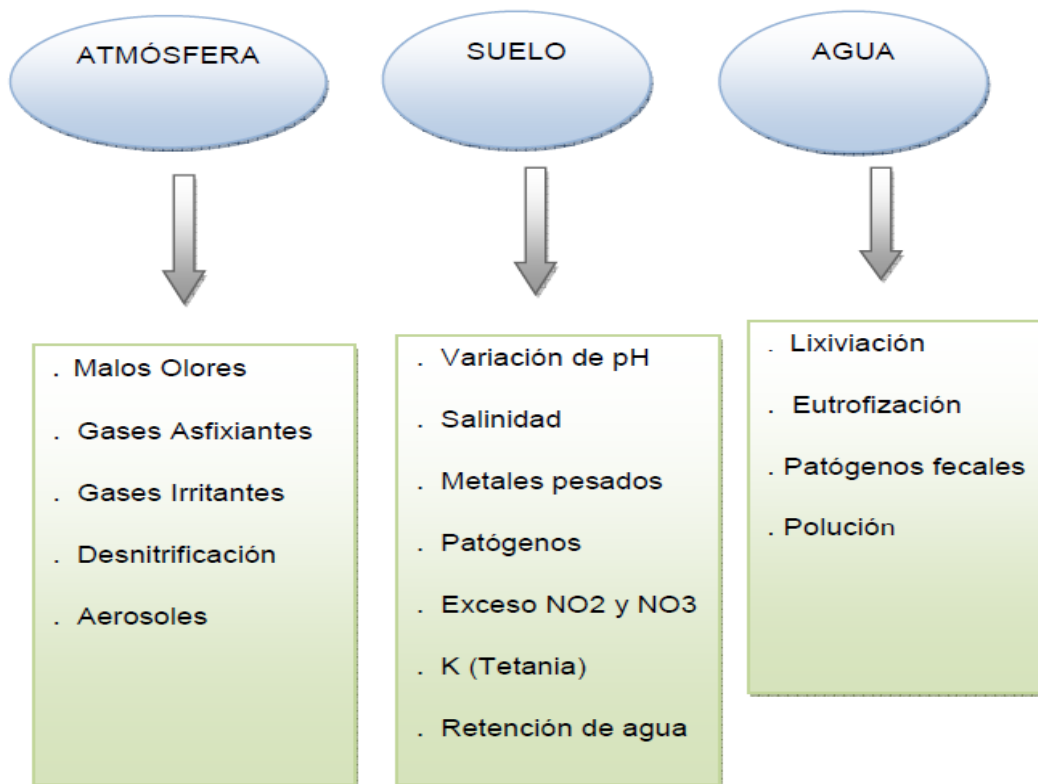 ATMÓSFERA
. Malos Olores
. Gases Asfixiantes
. Gases Irritantes
. Desnitrificación
. Aerosoles
SUELO
. Variación de pH
. Salinidad
. Metales pesados
. Patógenos
. Exceso NO2 y NO3
. K (Tetania)
. Retención de agua
AGUA
. Lixiviación
. Eutrofización
. Patógenos fecales
. Polución